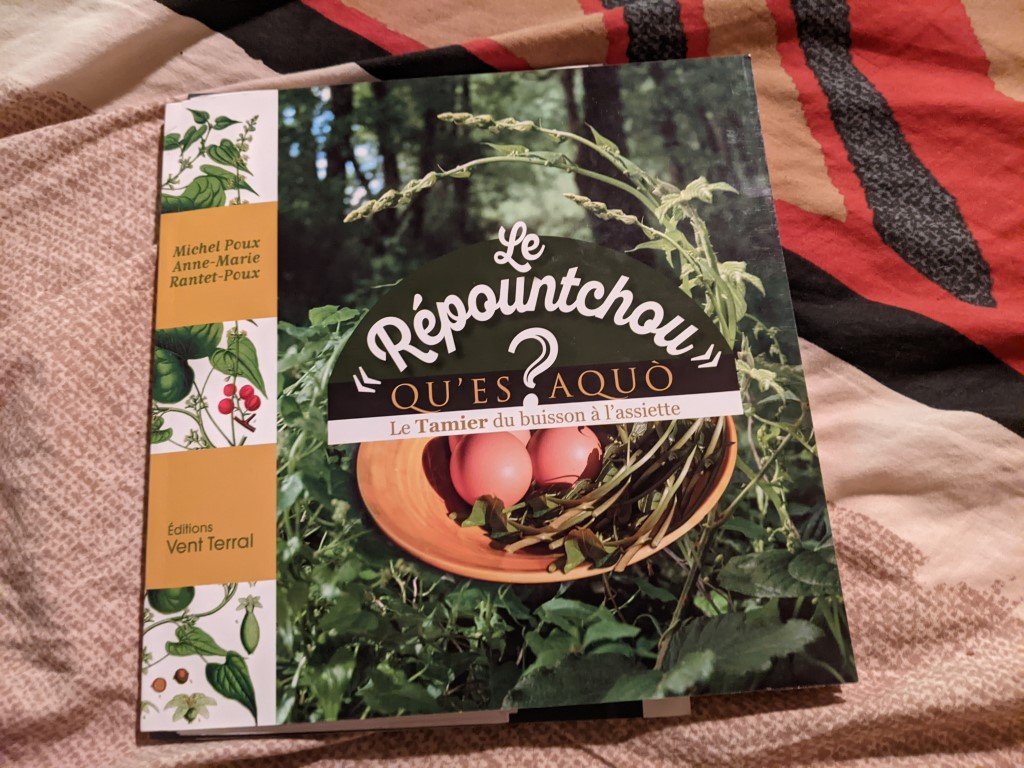 Michel Poux
Anne-Marie
Rantet-Poux
Le
« Répountchou »
?
QU'ES AQUÒ
Le Tamier du buisson à l'assiette
Éditions
Vent Terral